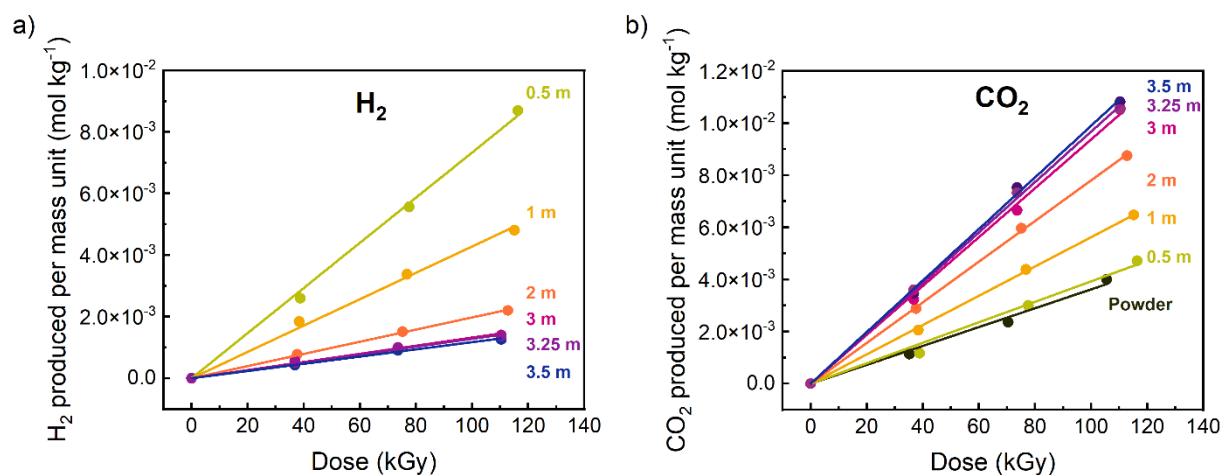 a)
H₂ produced per mass unit (mol kg⁻¹)
1.0×10⁻²
8.0×10⁻³
6.0×10⁻³
4.0×10⁻³
2.0×10⁻³
0.0
H₂
0.5 m
1 m
2 m
3 m
3.25 m
3.5 m
0 20 40 60 80 100 120 140
Dose (kGy)
b)
CO₂ produced per mass unit (mol kg⁻¹)
1.2×10⁻²
1.0×10⁻²
8.0×10⁻³
6.0×10⁻³
4.0×10⁻³
2.0×10⁻³
0.0
CO₂
3.5 m
3.25 m
3 m
2 m
1 m
0.5 m
Powder
0 20 40 60 80 100 120 140
Dose (kGy)